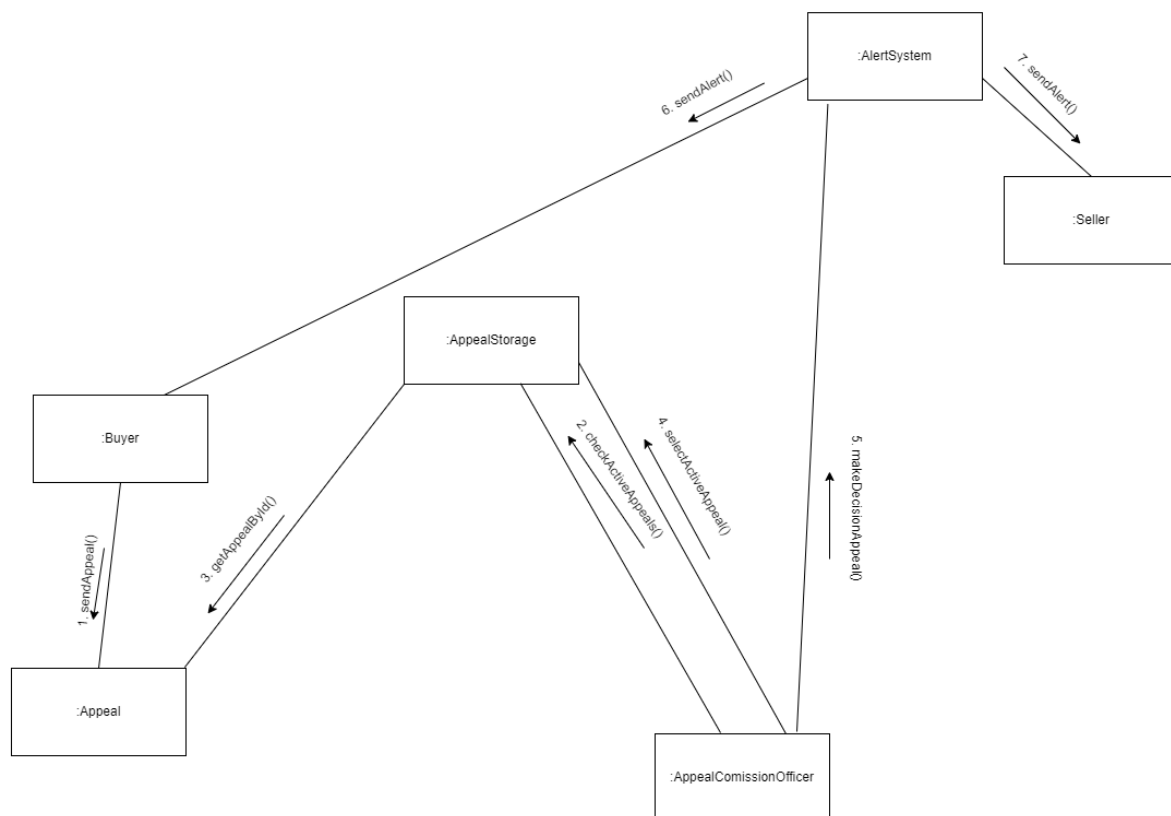 :AlertSystem
6. sendAlert()
7. sendAlert()
:Seller
:AppealStorage
:Buyer
2. checkActiveAppeals()
4. selectActiveAppeal()
5. makeDecisionAppeal()
3. getAppealById()
1. sendAppeal()
:Appeal
:AppealComissionOfficer